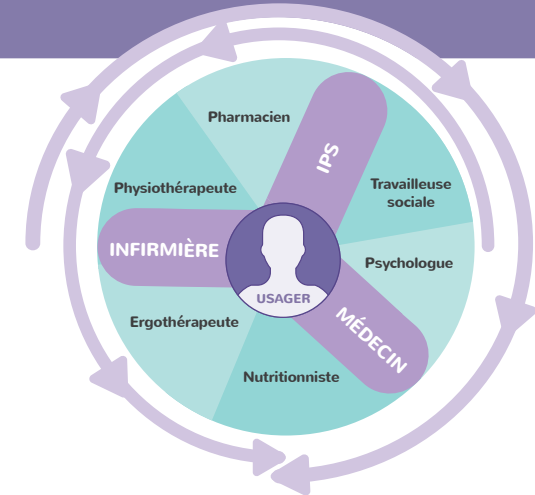 Pharmacien
IPS
Physiothérapeute
Travailleuse
sociale
INFIRMIÈRE
Psychologue
USAGER
Ergothérapeute
MÉDECIN
Nutritionniste